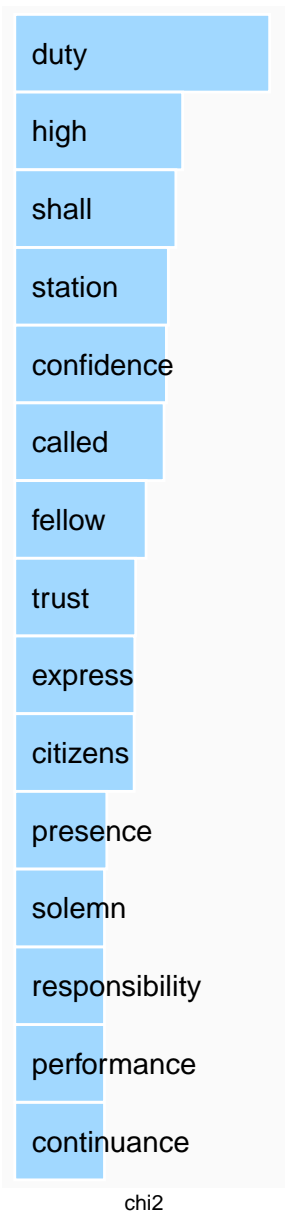 duty
high
shall
station
confidence
called
fellow
trust
express
citizens
presence
solemn
responsibility
performance
continuance
chi2